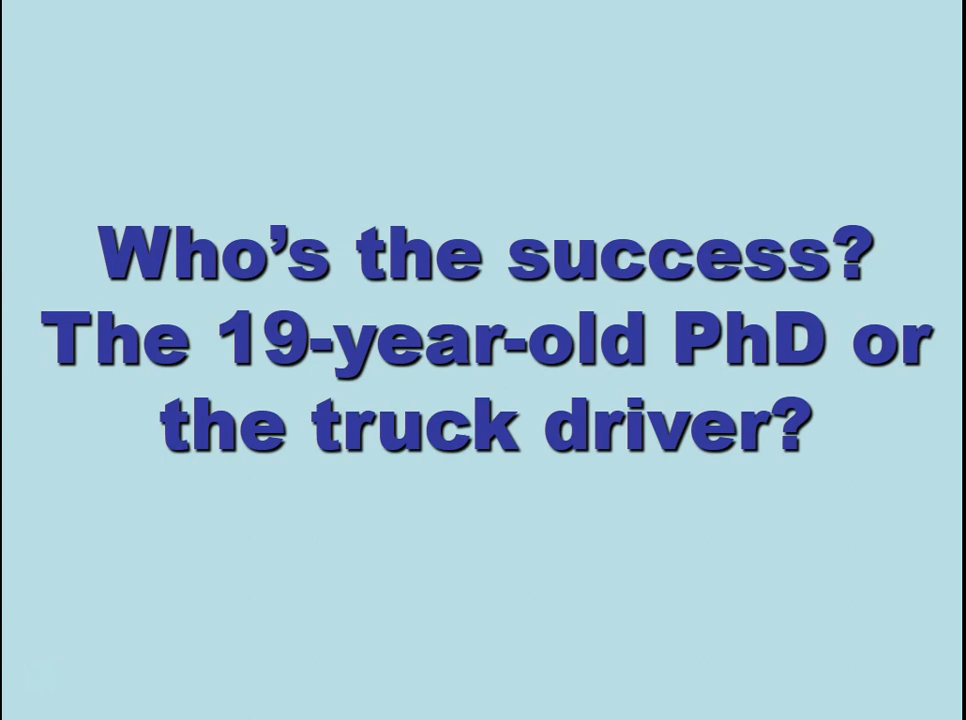 Who’s the success?
The 19-year-old PhD or
the truck driver?